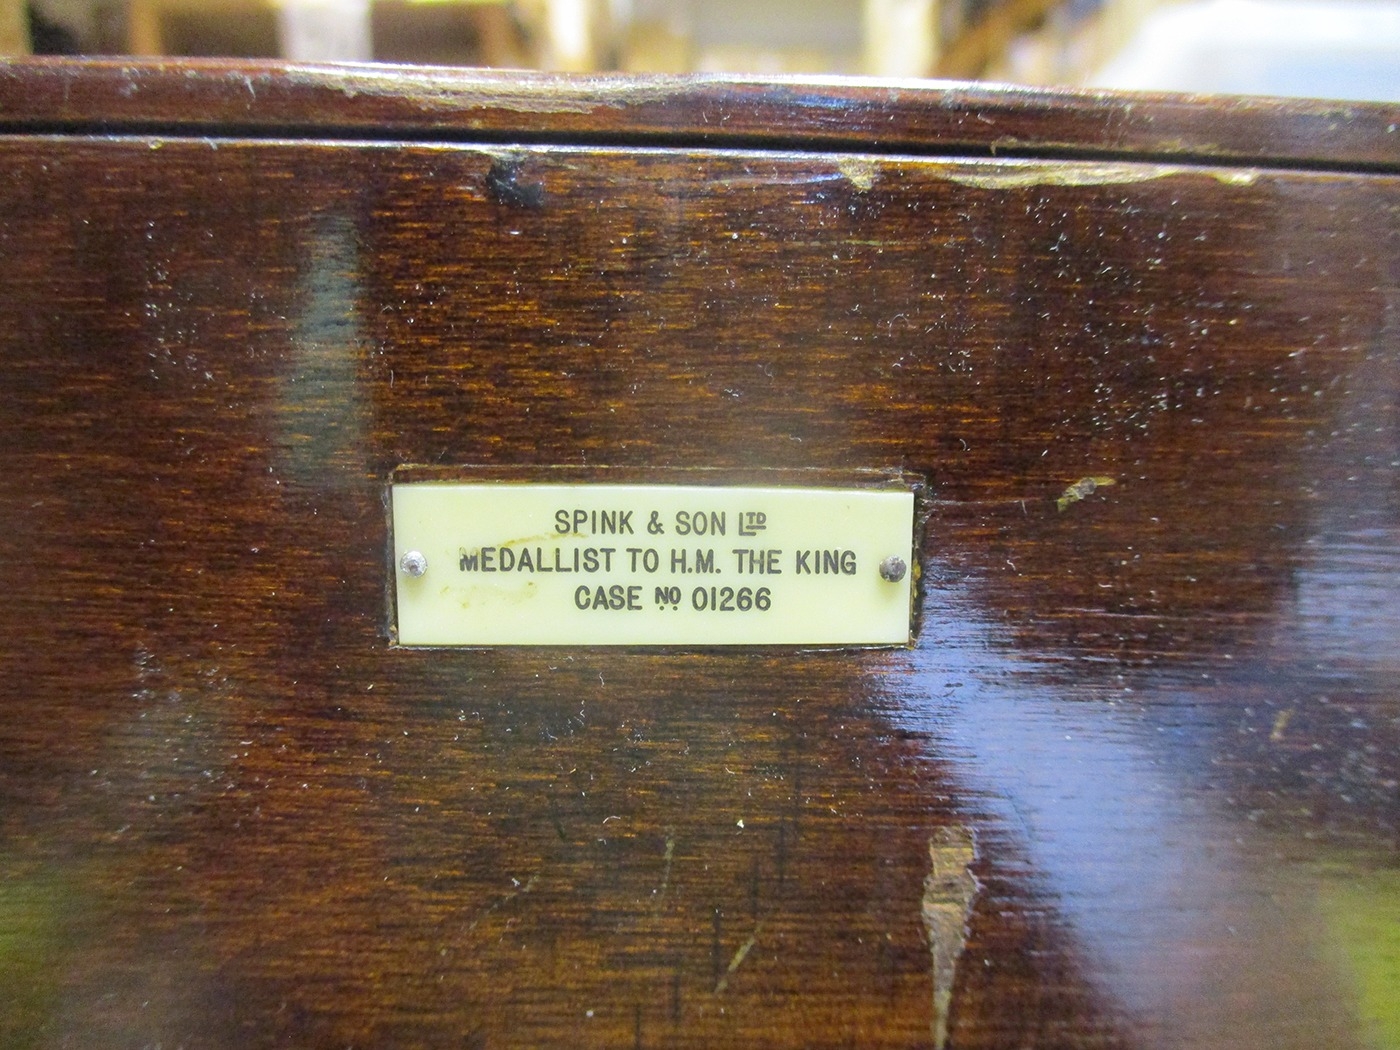 SPINK & SON LTD
MEDALLIST TO H.M. THE KING
CASE NO 01266